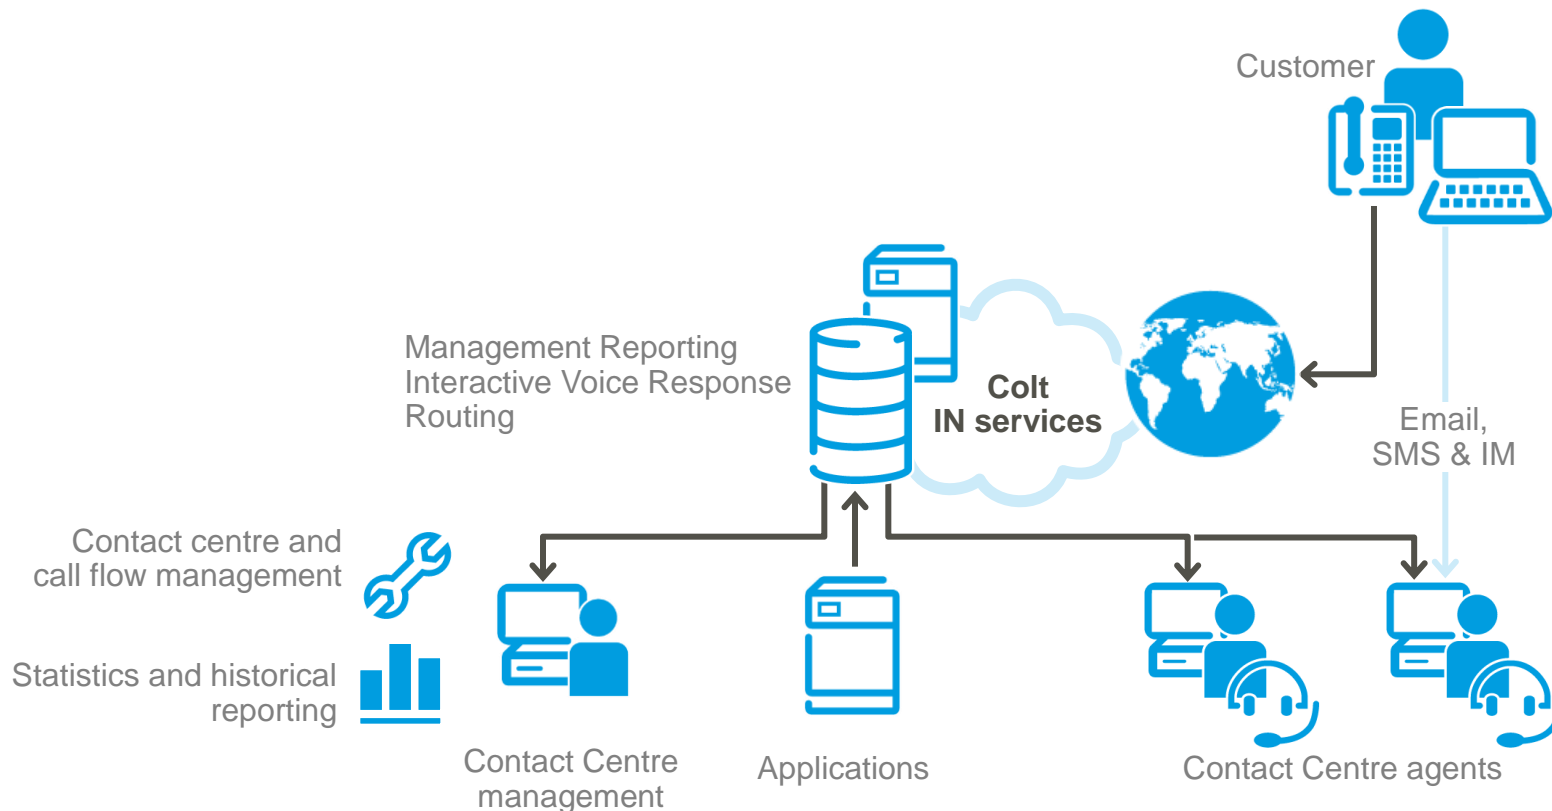 Customer
Management Reporting
Interactive Voice Response
Routing
Colt
IN services
Email,
SMS & IM
Contact centre and
call flow management
Statistics and historical
reporting
Contact Centre
management
Applications
Contact Centre agents